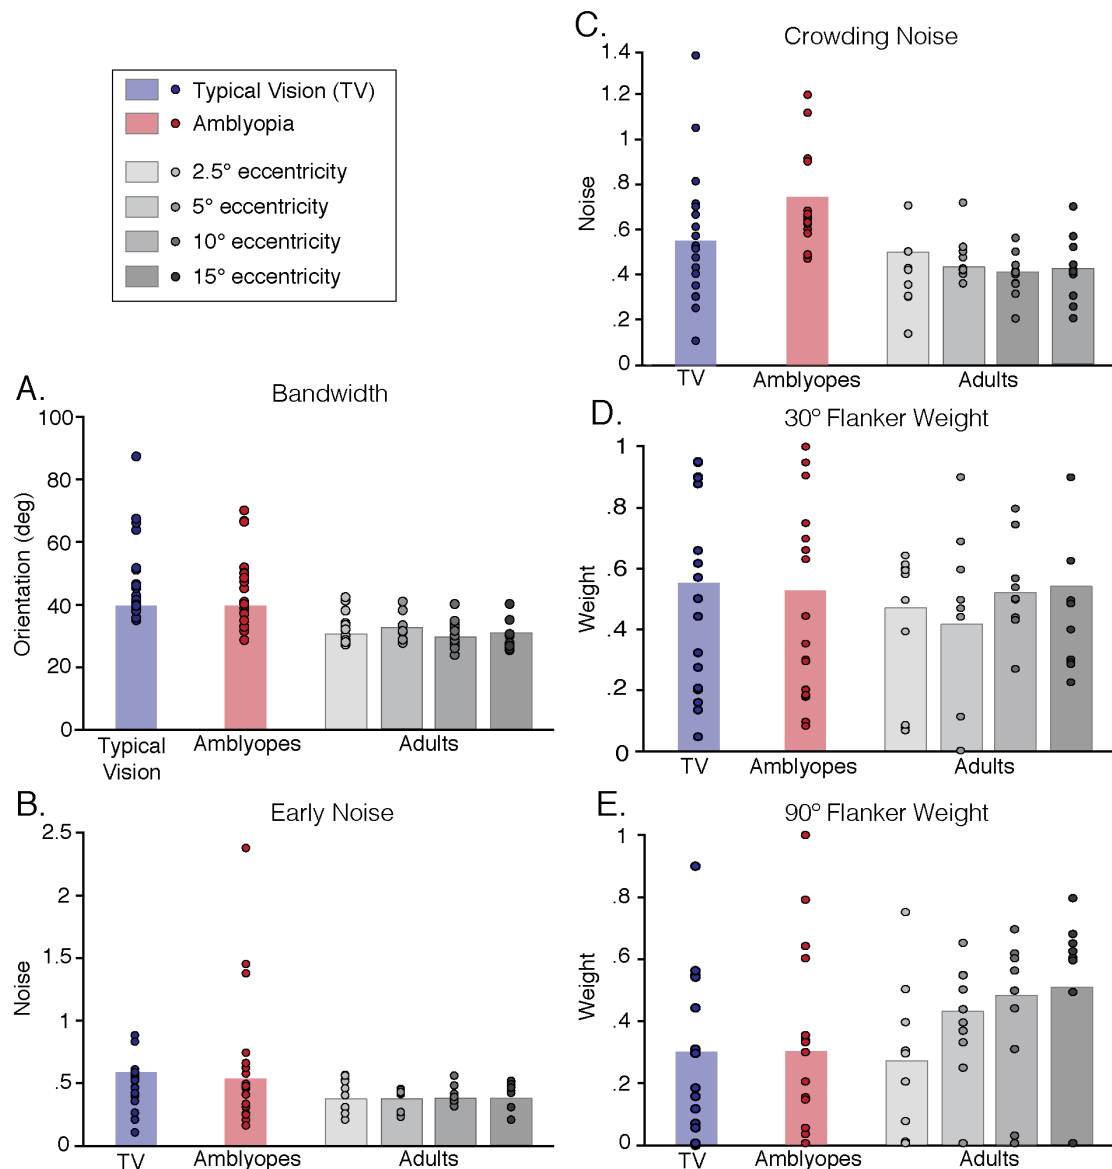 Typical Vision (TV)
Amblyopia
2.5° eccentricity
5° eccentricity
10° eccentricity
15° eccentricity
A.
Bandwidth
Orientation (deg)
100
80
60
40
20
0
Typical
Vision
Amblyopes
Adults
B.
Early Noise
Noise
2.5
2
1.5
1
.5
0
TV
Amblyopes
Adults
C.
Crowding Noise
Noise
1.4
1.2
1
.8
.6
.4
.2
0
TV
Amblyopes
Adults
D.
30° Flanker Weight
Weight
1
.8
.6
.4
.2
0
TV
Amblyopes
Adults
E.
90° Flanker Weight
Weight
1
.8
.6
.4
.2
0
TV
Amblyopes
Adults